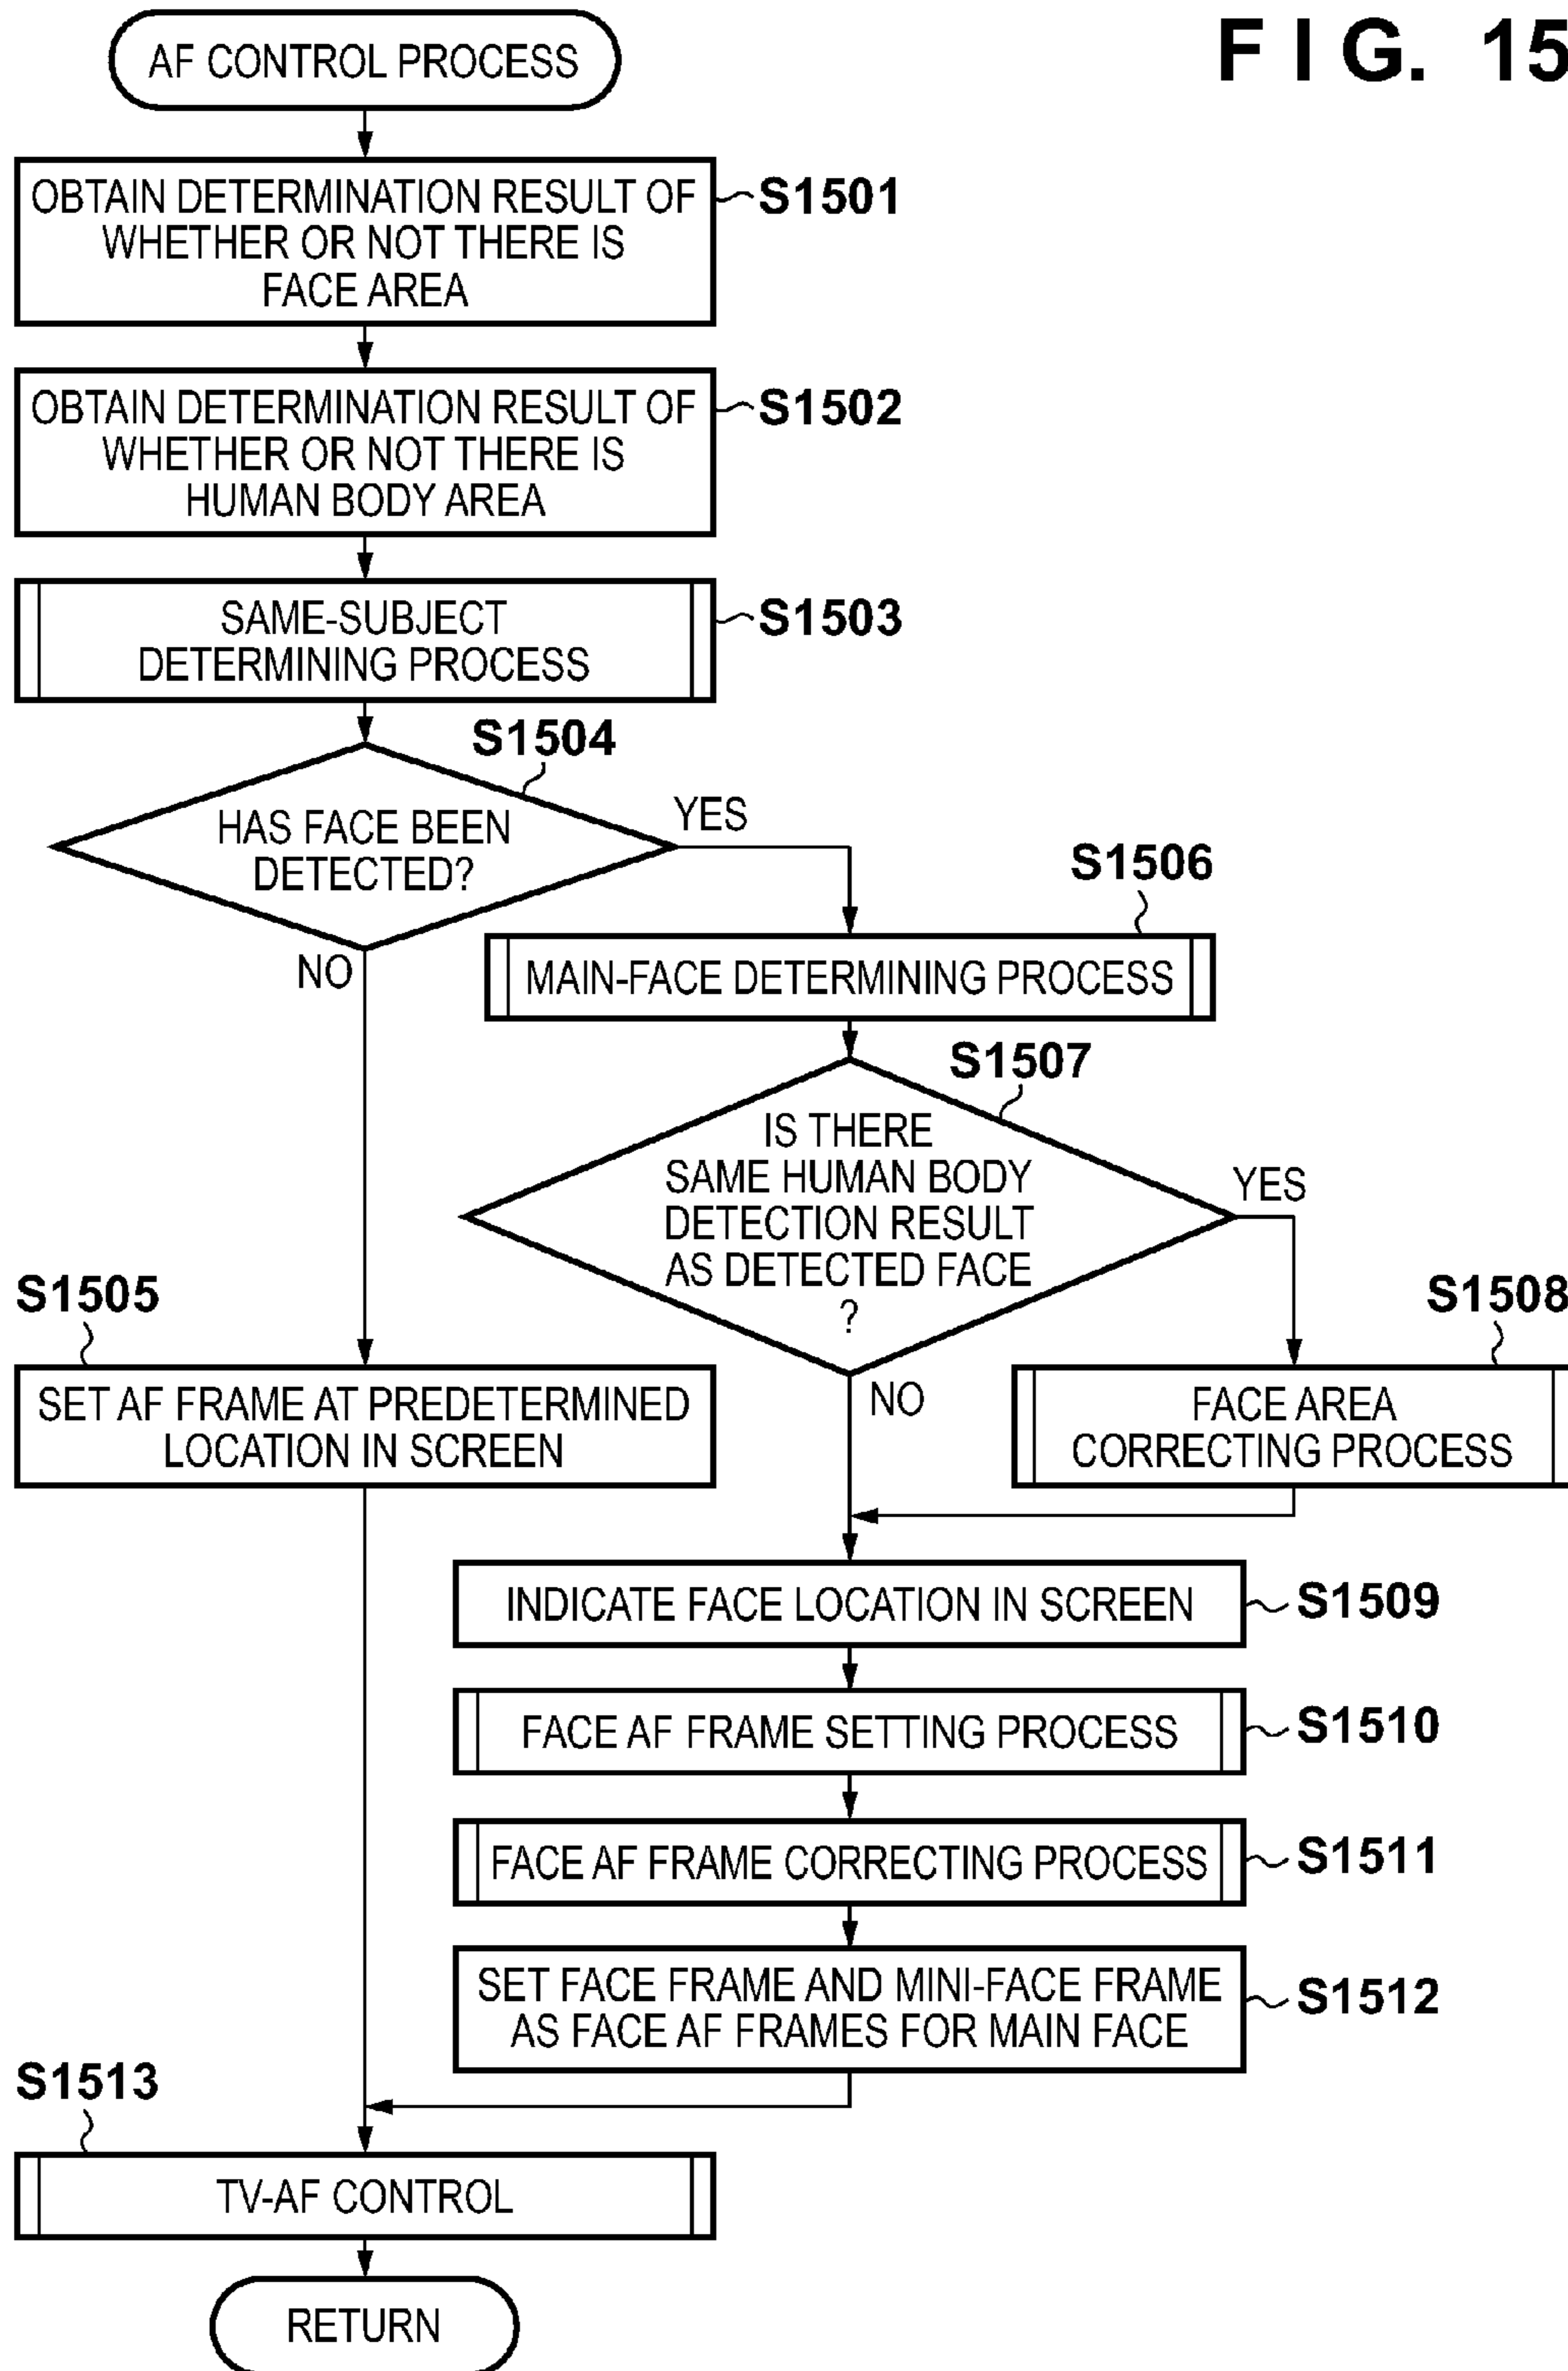 FIG. 15
AF CONTROL PROCESS
OBTAIN DETERMINATION RESULT OF
WHETHER OR NOT THERE IS
FACE AREA
S1501
OBTAIN DETERMINATION RESULT OF
WHETHER OR NOT THERE IS
HUMAN BODY AREA
S1502
SAME-SUBJECT
DETERMINING PROCESS
S1503
S1504
HAS FACE BEEN
DETECTED?
YES
NO
S1506
MAIN-FACE DETERMINING PROCESS
S1507
IS THERE
SAME HUMAN BODY
DETECTION RESULT
AS DETECTED FACE
?
YES
NO
S1505
SET AF FRAME AT PREDETERMINED
LOCATION IN SCREEN
S1508
FACE AREA
CORRECTING PROCESS
INDICATE FACE LOCATION IN SCREEN
S1509
FACE AF FRAME SETTING PROCESS
S1510
FACE AF FRAME CORRECTING PROCESS
S1511
SET FACE FRAME AND MINI-FACE FRAME
AS FACE AF FRAMES FOR MAIN FACE
S1512
S1513
TV-AF CONTROL
RETURN